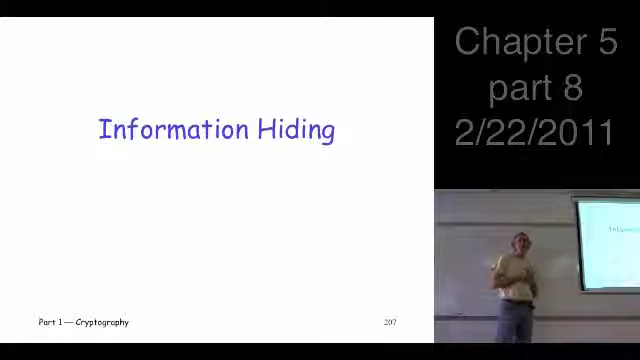 Information Hiding
Part 1 — Cryptography
207
Chapter 5
part 8
2/22/2011